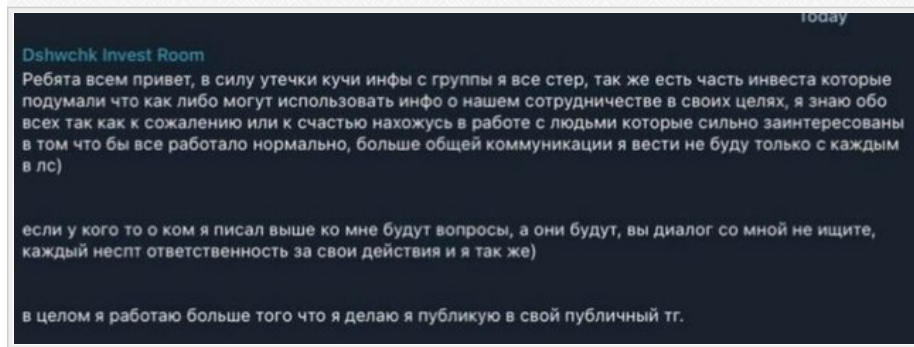 Today
Dshwchk Invest Room
Ребята всем привет, в силу утечки кучи инфы с группы я все стер, так же есть часть инвеста которые
подумали что как либо могут использовать инфо о нашем сотрудничестве в своих целях, я знаю обо
всех так как к сожалению или к счастью нахожусь в работе с людьми которые сильно заинтересованы
в том что бы все работало нормально, больше общей коммуникации я вести не буду только с каждым
в лс)
если у кого то о ком я писал выше ко мне будут вопросы, а они будут, вы диалог со мной не ищите,
каждый неспт ответственность за свои действия и я так же)
в целом я работаю больше того что я делаю я публикую в свой публичный тг.